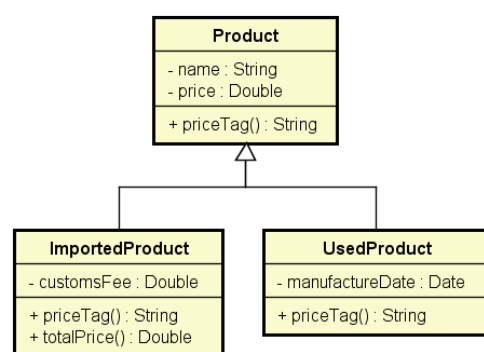 Product
- name : String
- price : Double
+ priceTag() : String
ImportedProduct
- customsFee : Double
+ priceTag() : String
+ totalPrice() : Double
UsedProduct
- manufactureDate : Date
+ priceTag() : String